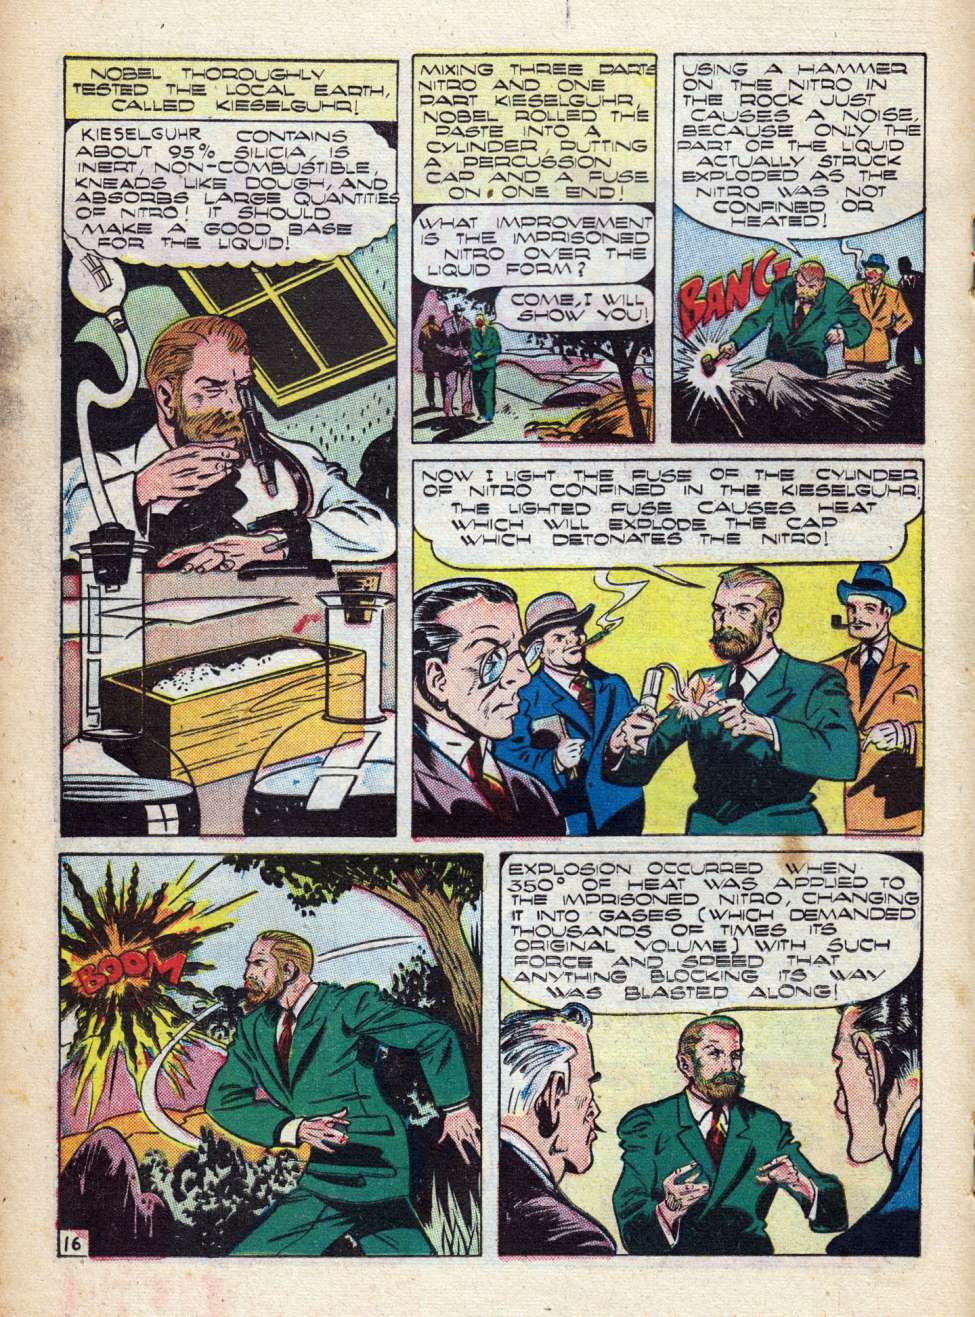 NOBEL THOROUGHLY
TESTED THE LOCAL EARTH,
CALLED KIESELGUHR!
KIESELGUHR CONTAINS
ABOUT 95% SILICIA, IS
INERT, NON-COMBUSTIBLE,
KNEADS LIKE DOUGH, AND
ABSORBS LARGE QUANTITIES
OF NITRO! IT SHOULD
MAKE A GOOD BASE
FOR THE LIQUID!
MIXING THREE PARTS
NITRO AND ONE
PART KIESELGUHR,
NOBEL ROLLED THE
PASTE INTO A
CYLINDER, PUTTING
A PERCUSSION
CAP AND A FUSE
ON ONE END!
WHAT IMPROVEMENT
IS THE IMPRISONED
NITRO OVER THE
LIQUID FORM?
COME, I WILL
SHOW YOU!
USING A HAMMER
ON THE NITRO IN
THE ROCK JUST
CAUSES A NOISE,
BECAUSE ONLY THE
PART OF THE LIQUID
ACTUALLY STRUCK
EXPLODED AS THE
NITRO WAS NOT
CONFINED OR
HEATED!
BANG
NOW I LIGHT THE FUSE OF THE CYLINDER
OF NITRO CONFINED IN THE KIESELGUHR!
THE LIGHTED FUSE CAUSES HEAT
WHICH WILL EXPLODE THE CAP
WHICH DETONATES THE NITRO!
BOOM
EXPLOSION OCCURRED WHEN
350° OF HEAT WAS APPLIED TO
THE IMPRISONED NITRO, CHANGING
IT INTO GASES (WHICH DEMANDED
THOUSANDS OF TIMES ITS
ORIGINAL VOLUME) WITH SUCH
FORCE AND SPEED THAT
ANYTHING BLOCKING ITS WAY
WAS BLASTED ALONG!
16